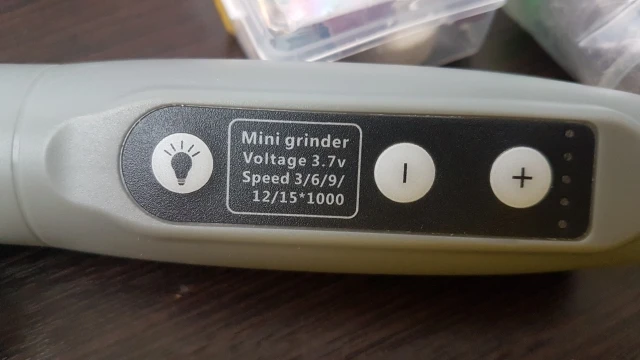 Mini grinder
Voltage 3.7v
Speed 3/6/9/
12/15*1000